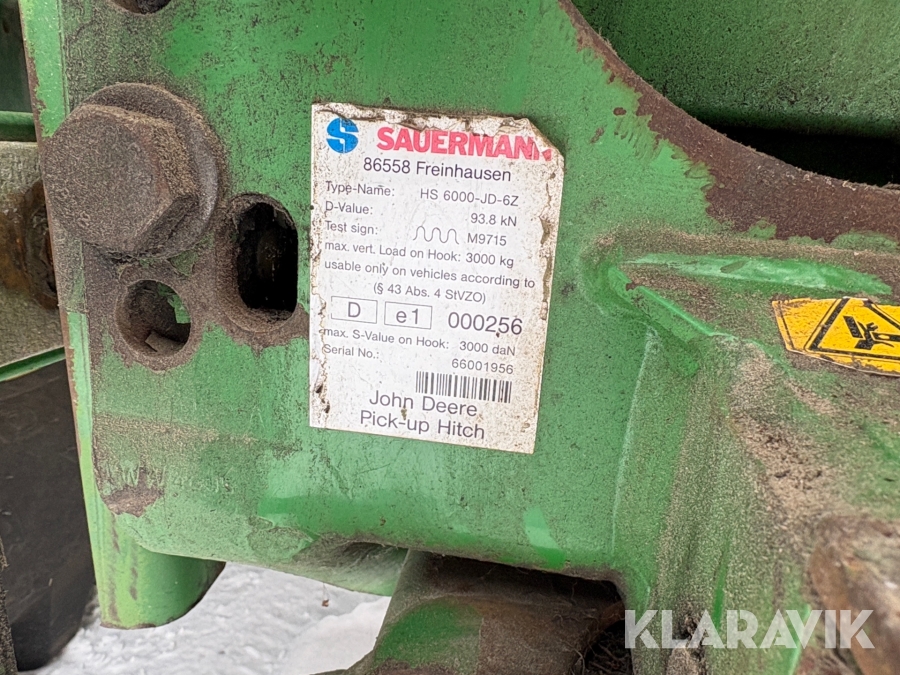 SAUERMANN
86558 Freinhausen
Type-Name: HS 6000-JD-6Z
D-Value: 93.8 kN
Test sign: M9715
max. vert. Load on Hook: 3000 kg
usable only on vehicles according to
(§ 43 Abs. 4 StVZO)
D e1 000256
max. S-Value on Hook: 3000 daN
Serial No.: 66001956
John Deere
Pick-up Hitch
KLARAVIK